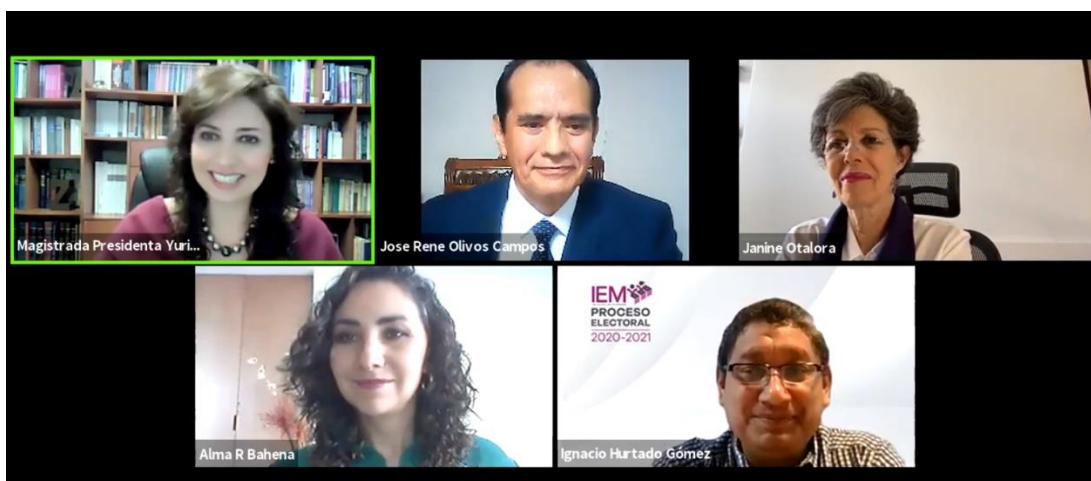 Magistrada Presidenta Yuri...
Jose Rene Olivos Campos
Janine Otalora
Alma R Bahena
IEM
PROCESO
ELECTORAL
2020-2021
Ignacio Hurtado Gómez